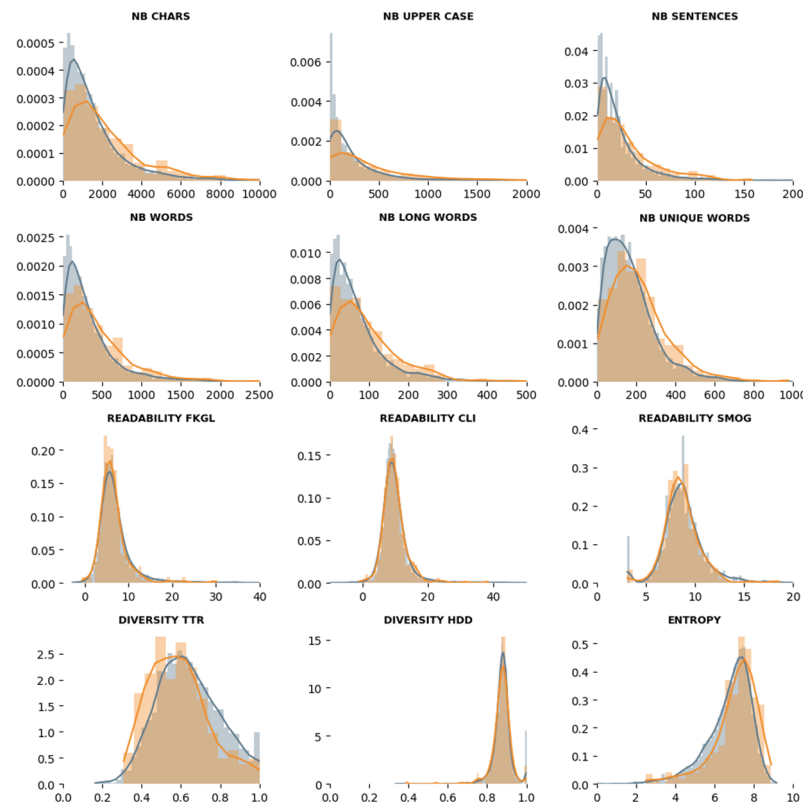 NB CHARS
0.0005
0.0004
0.0003
0.0002
0.0001
0.0000
0 2000 4000 6000 8000 10000
NB UPPER CASE
0.006
0.004
0.002
0.000
0 500 1000 1500 2000
NB SENTENCES
0.04
0.03
0.02
0.01
0.00
0 50 100 150 200
NB WORDS
0.0025
0.0020
0.0015
0.0010
0.0005
0.0000
0 500 1000 1500 2000 2500
NB LONG WORDS
0.010
0.008
0.006
0.004
0.002
0.000
0 100 200 300 400 500
NB UNIQUE WORDS
0.004
0.003
0.002
0.001
0.000
0 200 400 600 800 1000
READABILITY FKGL
0.20
0.15
0.10
0.05
0.00
0 10 20 30 40
READABILITY CLI
0.15
0.10
0.05
0.00
0 20 40
READABILITY SMOG
0.4
0.3
0.2
0.1
0.0
0 5 10 15 20
DIVERSITY TTR
2.5
2.0
1.5
1.0
0.5
0.0
0.0 0.2 0.4 0.6 0.8 1.0
DIVERSITY HDD
15
10
5
0
0.0 0.2 0.4 0.6 0.8 1.0
ENTROPY
0.5
0.4
0.3
0.2
0.1
0.0
0 2 4 6 8 10